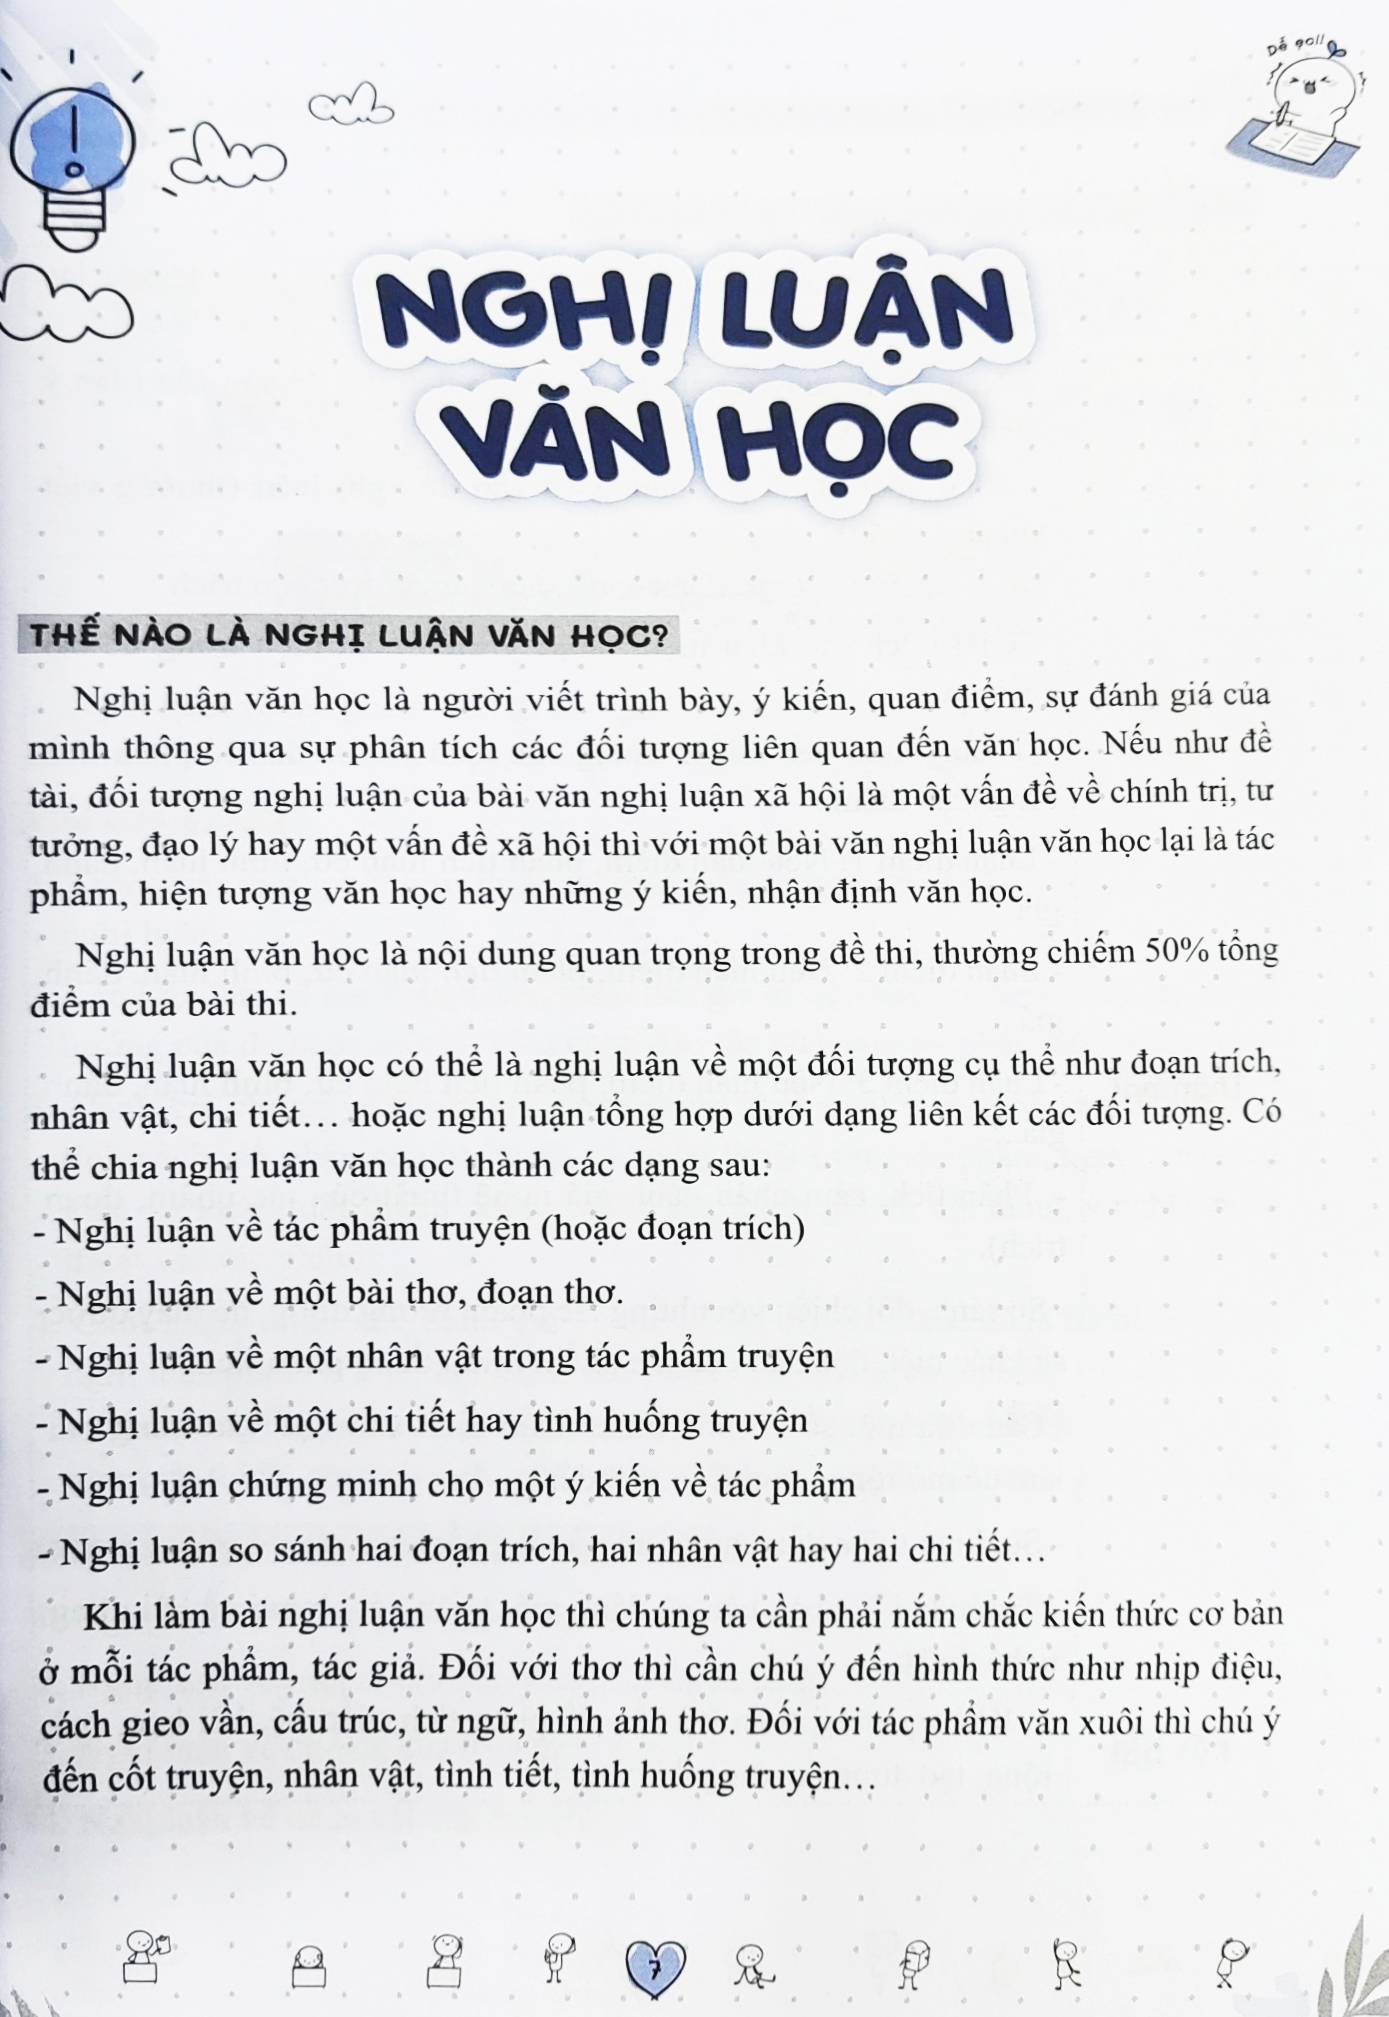 Dễ qá!!
NGHỊ LUẬN
VĂN HỌC
THẾ NÀO LÀ NGHỊ LUẬN VĂN HỌC?
Nghị luận văn học là người viết trình bày, ý kiến, quan điểm, sự đánh giá của
mình thông qua sự phân tích các đối tượng liên quan đến văn học. Nếu như đề
tài, đối tượng nghị luận của bài văn nghị luận xã hội là một vấn đề về chính trị, tư
tưởng, đạo lý hay một vấn đề xã hội thì với một bài văn nghị luận văn học lại là tác
phẩm, hiện tượng văn học hay những ý kiến, nhận định văn học.
Nghị luận văn học là nội dung quan trọng trong đề thi, thường chiếm 50% tổng
điểm của bài thi.
Nghị luận văn học có thể là nghị luận về một đối tượng cụ thể như đoạn trích,
nhân vật, chi tiết… hoặc nghị luận tổng hợp dưới dạng liên kết các đối tượng. Có
thể chia nghị luận văn học thành các dạng sau:
- Nghị luận về tác phẩm truyện (hoặc đoạn trích)
- Nghị luận về một bài thơ, đoạn thơ.
- Nghị luận về một nhân vật trong tác phẩm truyện
- Nghị luận về một chi tiết hay tình huống truyện
- Nghị luận chứng minh cho một ý kiến về tác phẩm
- Nghị luận so sánh hai đoạn trích, hai nhân vật hay hai chi tiết…
Khi làm bài nghị luận văn học thì chúng ta cần phải nắm chắc kiến thức cơ bản
ở mỗi tác phẩm, tác giả. Đối với thơ thì cần chú ý đến hình thức như nhịp điệu,
cách gieo vần, cấu trúc, từ ngữ, hình ảnh thơ. Đối với tác phẩm văn xuôi thì chú ý
đến cốt truyện, nhân vật, tình tiết, tình huống truyện…
7